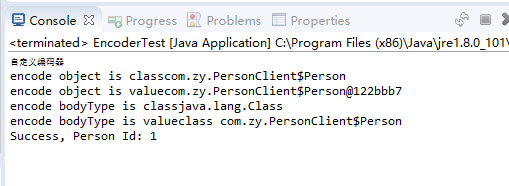 Console Progress Problems Properties
<terminated> EncoderTest [Java Application] C:\Program Files (x86)\Java\jre1.8.0_101\
自定义编码器
encode object is classcom.zy.PersonClient$Person
encode object is valuecom.zy.PersonClient$Person@122bbb7
encode bodyType is classjava.lang.Class
encode bodyType is valueclass com.zy.PersonClient$Person
Success, Person Id: 1